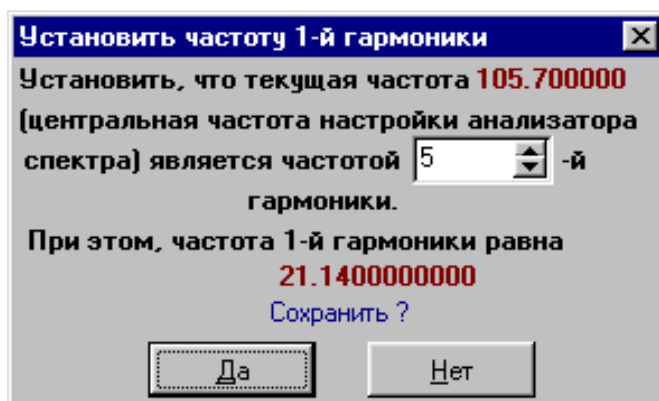 Установить частоту 1-й гармоники
Установить, что текущая частота 105.700000
(центральная частота настройки анализатора
спектра) является частотой 5 -й
гармоники.
При этом, частота 1-й гармоники равна
21.1400000000
Сохранить ?
Да Нет